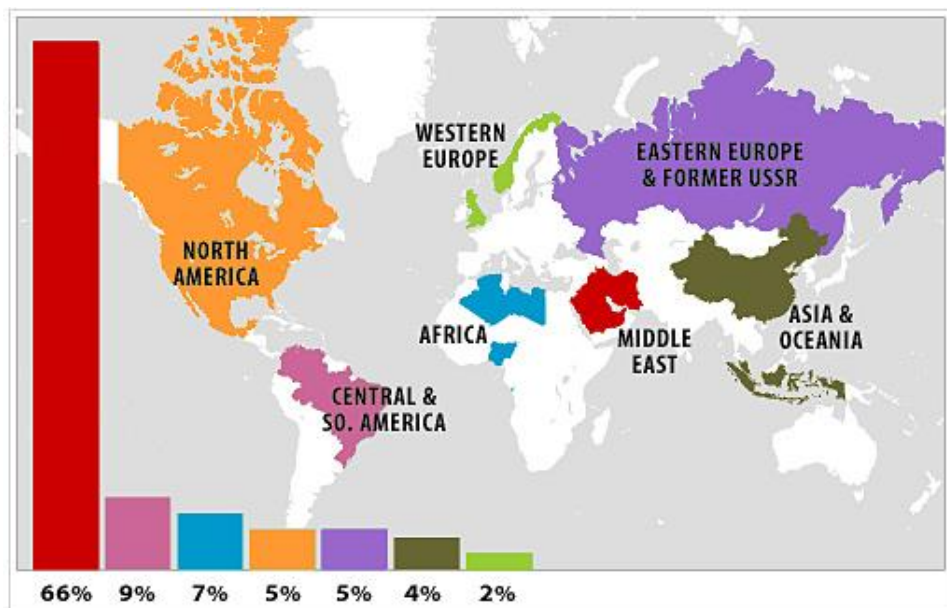 WESTERN
EUROPE
EASTERN EUROPE
& FORMER USSR
NORTH
AMERICA
AFRICA
MIDDLE
EAST
ASIA &
OCEANIA
CENTRAL &
SO. AMERICA
66% 9% 7% 5% 5% 4% 2%